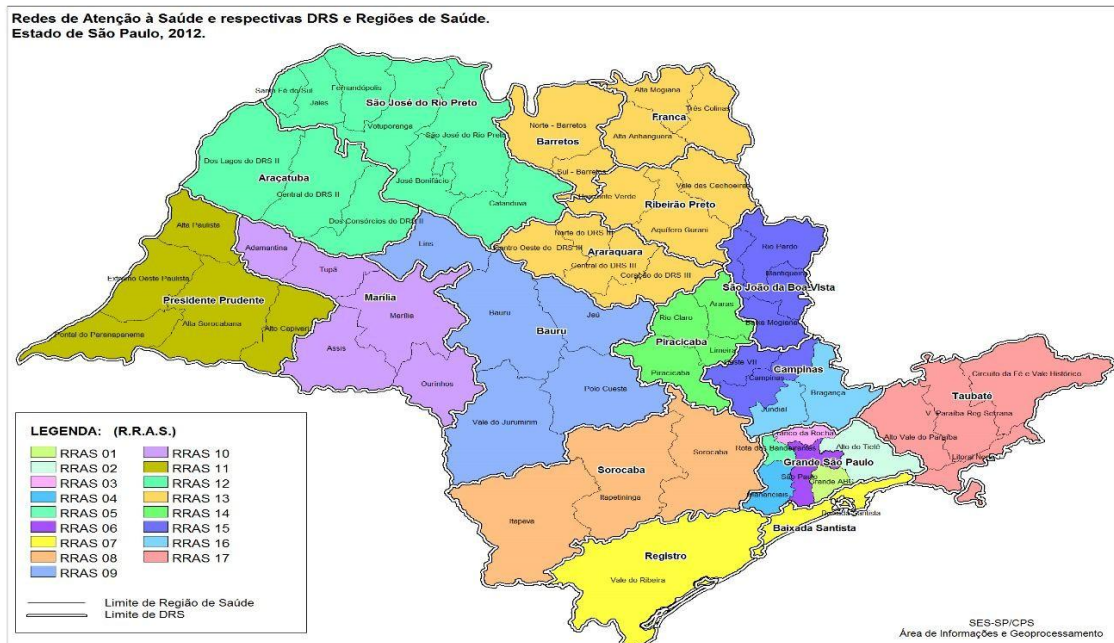 Redes de Atenção à Saúde e respectivas DRS e Regiões de Saúde.
Estado de São Paulo, 2012.
Santa Fé do Sul
Jales
Fernandópolis
São José do Rio Preto
Votuporanga
São José do Rio Preto
José Bonifácio
Catanduva
Dos Lagos do DRS II
Araçatuba
Central do DRS II
Dos Consórcios do DRS II
Norte - Barretos
Barretos
Sul - Barretos
Alta Mogiana
Três Colinas
Franca
Alta Anhanguera
Horizonte Verde
Vale das Cachoeiras
Ribeirão Preto
Aquífero Guarani
Norte do DRS III
Centro Oeste do DRS III
Araraquara
Central do DRS III
Coração do DRS III
Rio Pardo
Mantiqueira
São João da Boa Vista
Baixa Mogiana
Alta Paulista
Extremo Oeste Paulista
Presidente Prudente
Alta Sorocabana
Alto Capivari
Pontal do Paranapanema
Adamantina
Tupã
Marília
Marília
Assis
Ourinhos
Lins
Bauru
Jaú
Bauru
Polo Cuesta
Vale do Jurumirim
Araras
Rio Claro
Piracicaba
Limeira
Piracicaba
Oeste VII
Campinas
Campinas
Bragança
Jundiaí
Circuito da Fé e Vale Histórico
Taubaté
V. Paraíba Reg Serrana
Alto Vale do Paraíba
Litoral Norte
Franco da Rocha
Alto do Tietê
Rota dos Bandeirantes
Grande São Paulo
São Paulo
Grande ABC
Mananciais
Sorocaba
Sorocaba
Itapetininga
Itapeva
Baixada Santista
Baixada Santista
Registro
Vale do Ribeira
LEGENDA: (R.R.A.S.)
RRAS 01
RRAS 02
RRAS 03
RRAS 04
RRAS 05
RRAS 06
RRAS 07
RRAS 08
RRAS 09
RRAS 10
RRAS 11
RRAS 12
RRAS 13
RRAS 14
RRAS 15
RRAS 16
RRAS 17
Limite de Região de Saúde
Limite de DRS
SES-SP/CPS
Área de Informações e Geoprocessamento